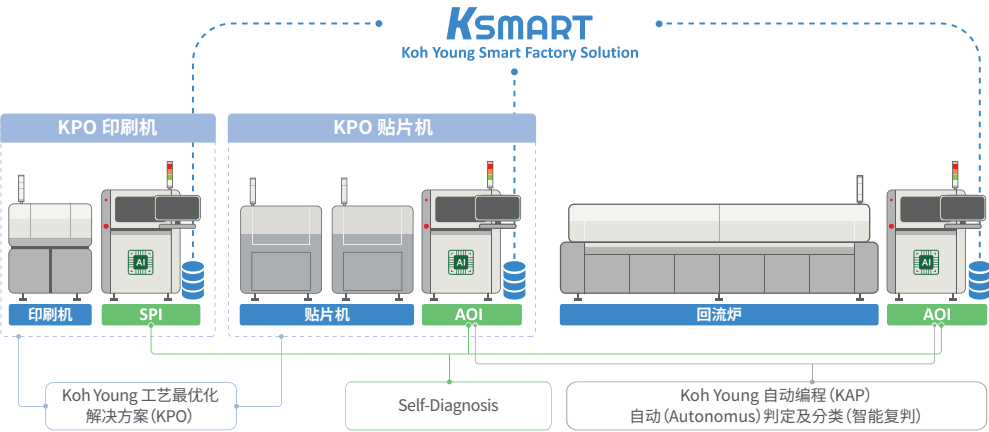 KSMART
Koh Young Smart Factory Solution
KPO 印刷机
KPO 贴片机
AI
AI
AI
印刷机
SPI
贴片机
AOI
回流炉
AOI
Koh Young 工艺最优化
解决方案(KPO)
Self-Diagnosis
Koh Young 自动编程(KAP)
自动(Autonomus)判定及分类(智能复判)